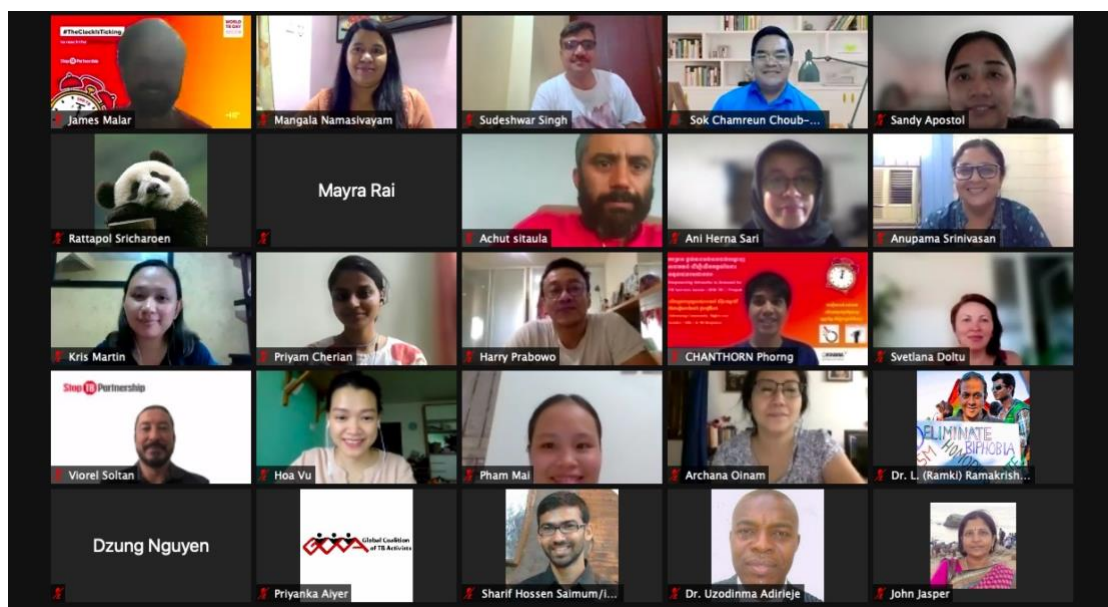 #TheClockIsTicking
WORLD
TB DAY
Stop TB Partnership
James Malar
Mangala Namasivayam
Sudeshwar Singh
Sok Chamreun Choub-...
Sandy Apostol
Rattapol Sricharoen
Mayra Rai
Achut sitaula
Ani Herna Sari
Anupama Srinivasan
Kris Martin
Priyam Cherian
Harry Prabowo
CHANTHORN Phorng
Svetlana Doltu
Stop TB Partnership
Viorel Soltan
Hoa Vu
Pham Mai
Archana Oinam
ELIMINATE
BIPHOBIA
Dr. L. (Ramki) Ramakrish...
Dzung Nguyen
Global Coalition
of TB Activists
Priyanka Aiyer
Sharif Hossen Saimum/i...
Dr. Uzodinma Adirieje
John Jasper